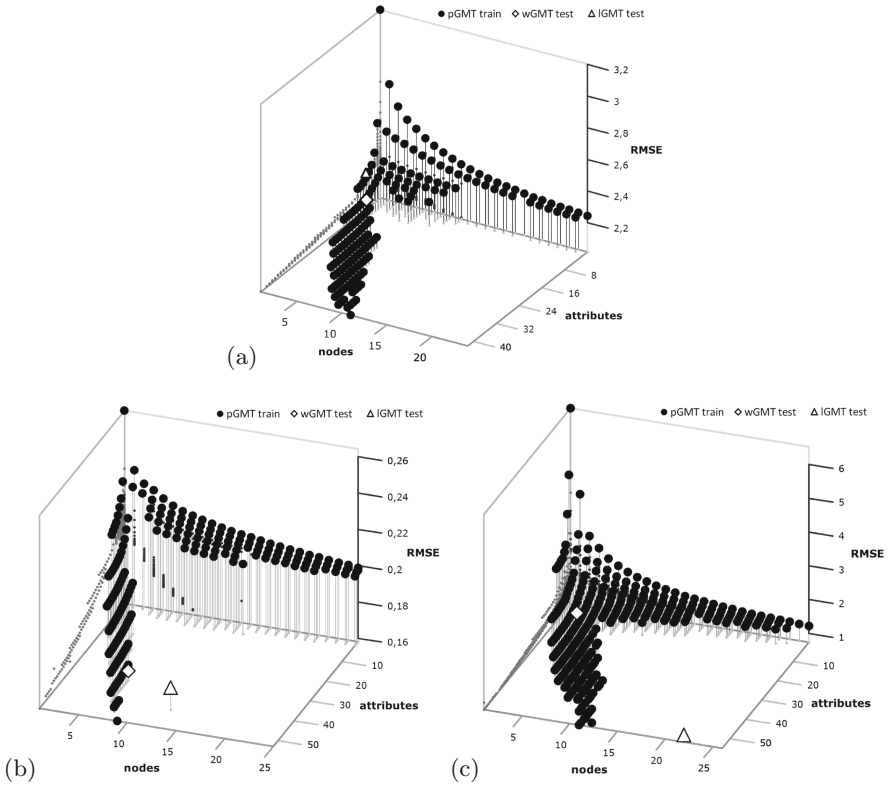 pGMT train wGMT test lGMT test
3,2
3
2,8
RMSE
2,6
2,4
2,2
8
16
24 attributes
32
40
5
10
15
20
nodes
(a)
pGMT train wGMT test lGMT test
0,26
0,24
0,22
RMSE
0,2
0,18
0,16
10
20
30 attributes
40
50
5
10
15
20
25
nodes
(b)
pGMT train wGMT test lGMT test
6
5
4
RMSE
3
2
1
10
20
30 attributes
40
50
5
10
15
20
25
nodes
(c)